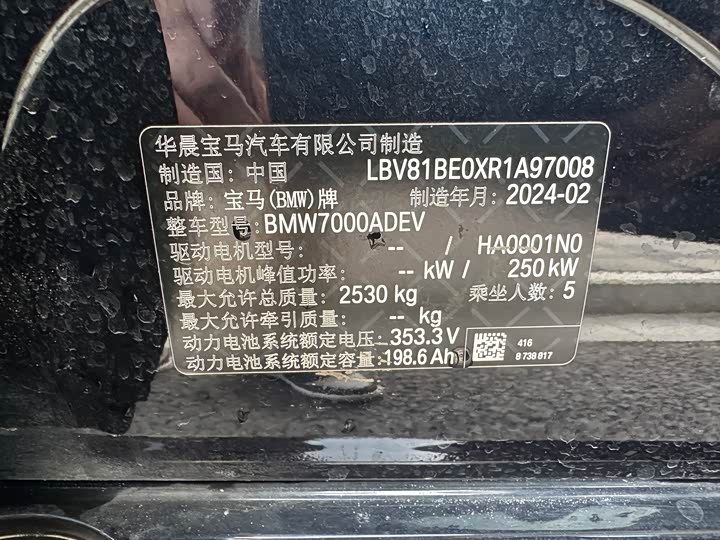 华晨宝马汽车有限公司制造
制造国: 中国 LBV81BE0XR1A97008
品牌: 宝马(BMW)牌 制造年月: 2024-02
整车型号: BMW7000ADEV
驱动电机型号: -- / HA0001N0
驱动电机峰值功率: -- kW / 250 kW
最大允许总质量: 2530 kg 乘坐人数: 5
最大允许牵引质量: -- kg
动力电池系统额定电压: 353.3 V
动力电池系统额定容量: 198.6 Ah
416
8 738 817